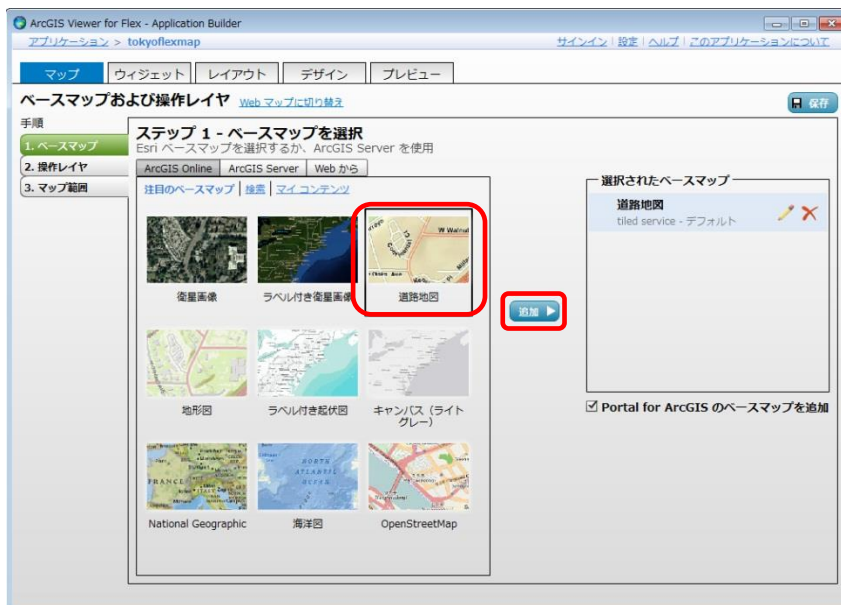 ArcGIS Viewer for Flex - Application Builder
アプリケーション > tokyoflexmap
サインイン | 設定 | ヘルプ | このアプリケーションについて
マップ ウィジェット レイアウト デザイン プレビュー
ベースマップおよび操作レイヤ Web マップに切り替え
保存
手順
1. ベースマップ
2. 操作レイヤ
3. マップ範囲
ステップ 1 - ベースマップを選択
Esri ベースマップを選択するか、ArcGIS Server を使用
ArcGIS Online ArcGIS Server Web から
注目のベースマップ | 検索 | マイ コンテンツ
W Walnut
衛星画像 ラベル付き衛星画像 道路地図
地形図 ラベル付き起伏図 キャンバス (ライト
グレー)
FRANCE
NORTH
ATLANTIC
OCEAN
National Geographic 海洋図 OpenStreetMap
追加
選択されたベースマップ
道路地図
tiled service - デフォルト
Portal for ArcGIS のベースマップを追加